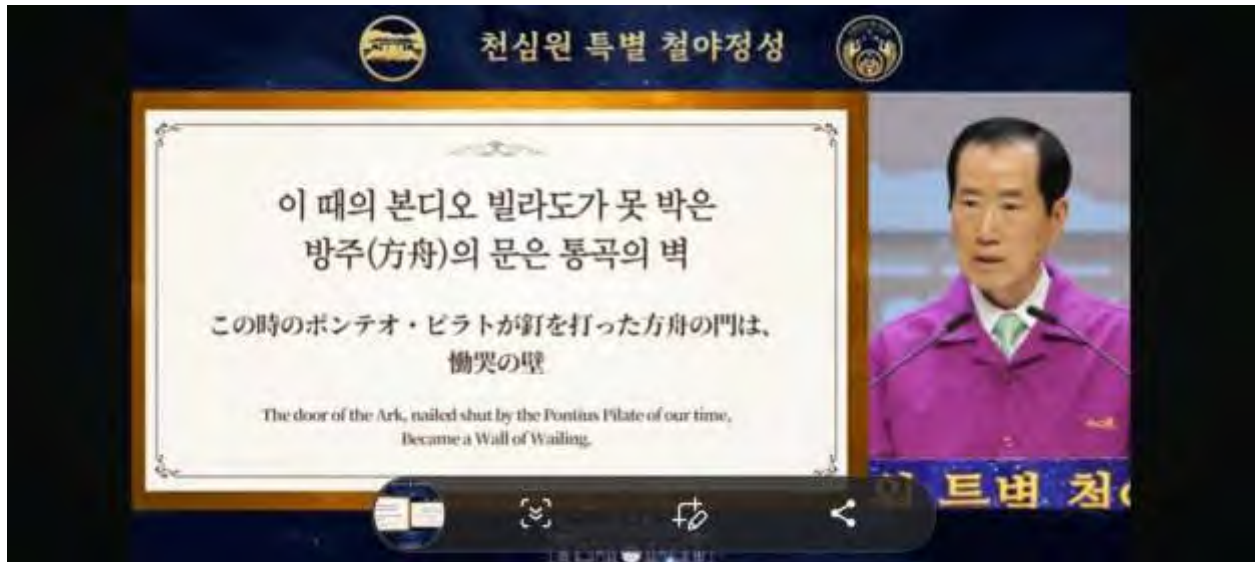 천심원 특별 철야정성
이 때의 본디오 빌라도가 못 박은
방주(方舟)의 문은 통곡의 벽
この時のポンテオ・ピラトが釘を打った方舟の門は、
慟哭の壁
The door of the Ark, nailed shut by the Pontius Pilate of our time,
Became a Wall of Wailing.
특별